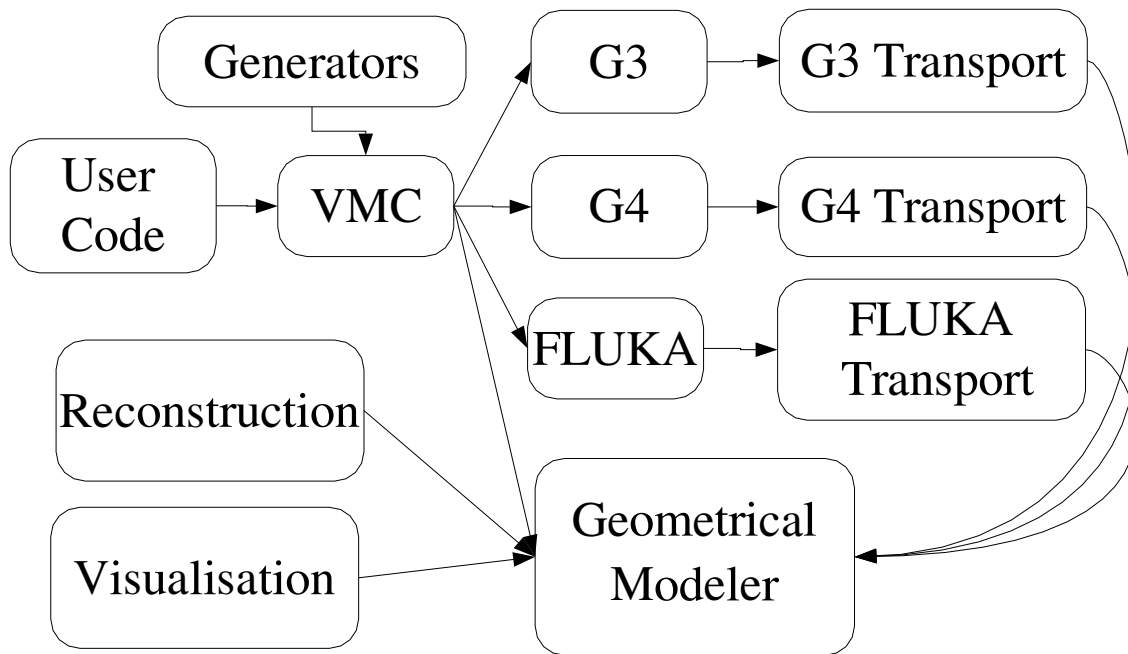 Generators
G3
G3 Transport
User
Code
VMC
G4
G4 Transport
FLUKA
FLUKA
Transport
Reconstruction
Geometrical
Modeler
Visualisation